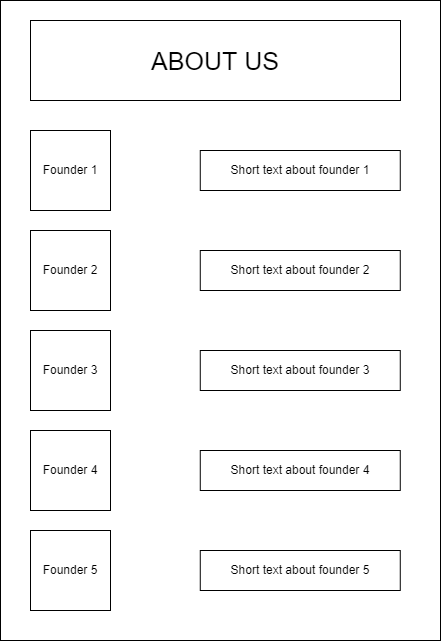 ABOUT US
Founder 1
Short text about founder 1
Founder 2
Short text about founder 2
Founder 3
Short text about founder 3
Founder 4
Short text about founder 4
Founder 5
Short text about founder 5